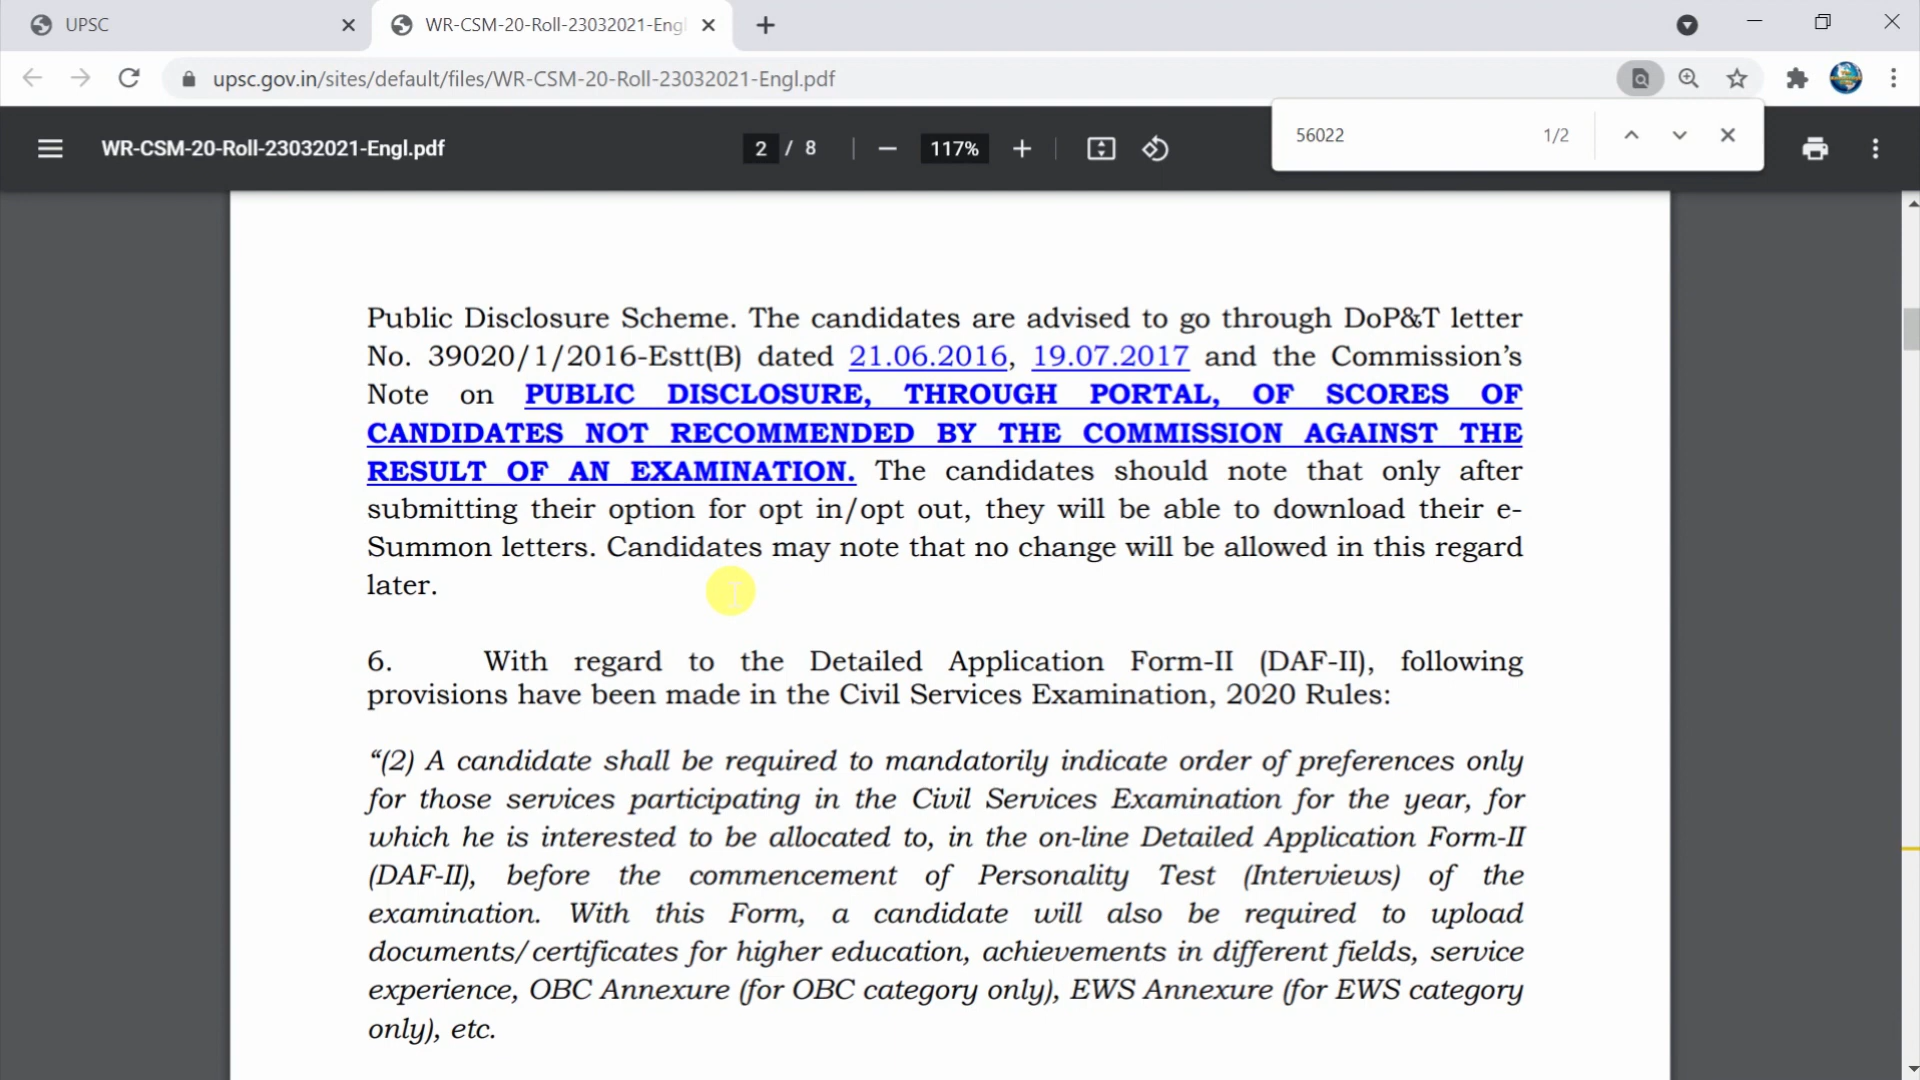 UPSC
WR-CSM-20-Roll-23032021-Engl
upsc.gov.in/sites/default/files/WR-CSM-20-Roll-23032021-Engl.pdf
WR-CSM-20-Roll-23032021-Engl.pdf
2 / 8
117%
56022
1/2
Public Disclosure Scheme. The candidates are advised to go through DoP&T letter
No. 39020/1/2016-Estt(B) dated 21.06.2016, 19.07.2017 and the Commission’s
Note on PUBLIC DISCLOSURE, THROUGH PORTAL, OF SCORES OF
CANDIDATES NOT RECOMMENDED BY THE COMMISSION AGAINST THE
RESULT OF AN EXAMINATION. The candidates should note that only after
submitting their option for opt in/opt out, they will be able to download their e-
Summon letters. Candidates may note that no change will be allowed in this regard
later.
6. With regard to the Detailed Application Form-II (DAF-II), following
provisions have been made in the Civil Services Examination, 2020 Rules:
“(2) A candidate shall be required to mandatorily indicate order of preferences only
for those services participating in the Civil Services Examination for the year, for
which he is interested to be allocated to, in the on-line Detailed Application Form-II
(DAF-II), before the commencement of Personality Test (Interviews) of the
examination. With this Form, a candidate will also be required to upload
documents/certificates for higher education, achievements in different fields, service
experience, OBC Annexure (for OBC category only), EWS Annexure (for EWS category
only), etc.